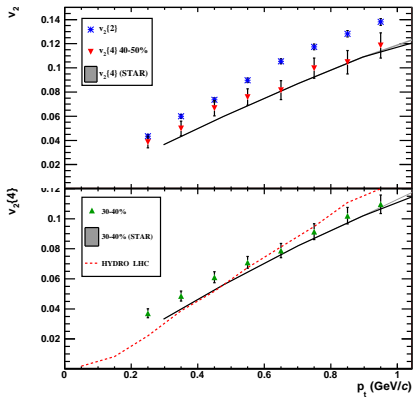 v₂
0.14
0.12
0.1
0.08
0.06
0.04
v₂{2}
v₂{4} 40-50%
v₂{4} (STAR)
v₂{4}
0.12
0.1
0.08
0.06
0.04
0.02
30-40%
30-40% (STAR)
HYDRO LHC
0 0.2 0.4 0.6 0.8 1
pₜ (GeV/c)